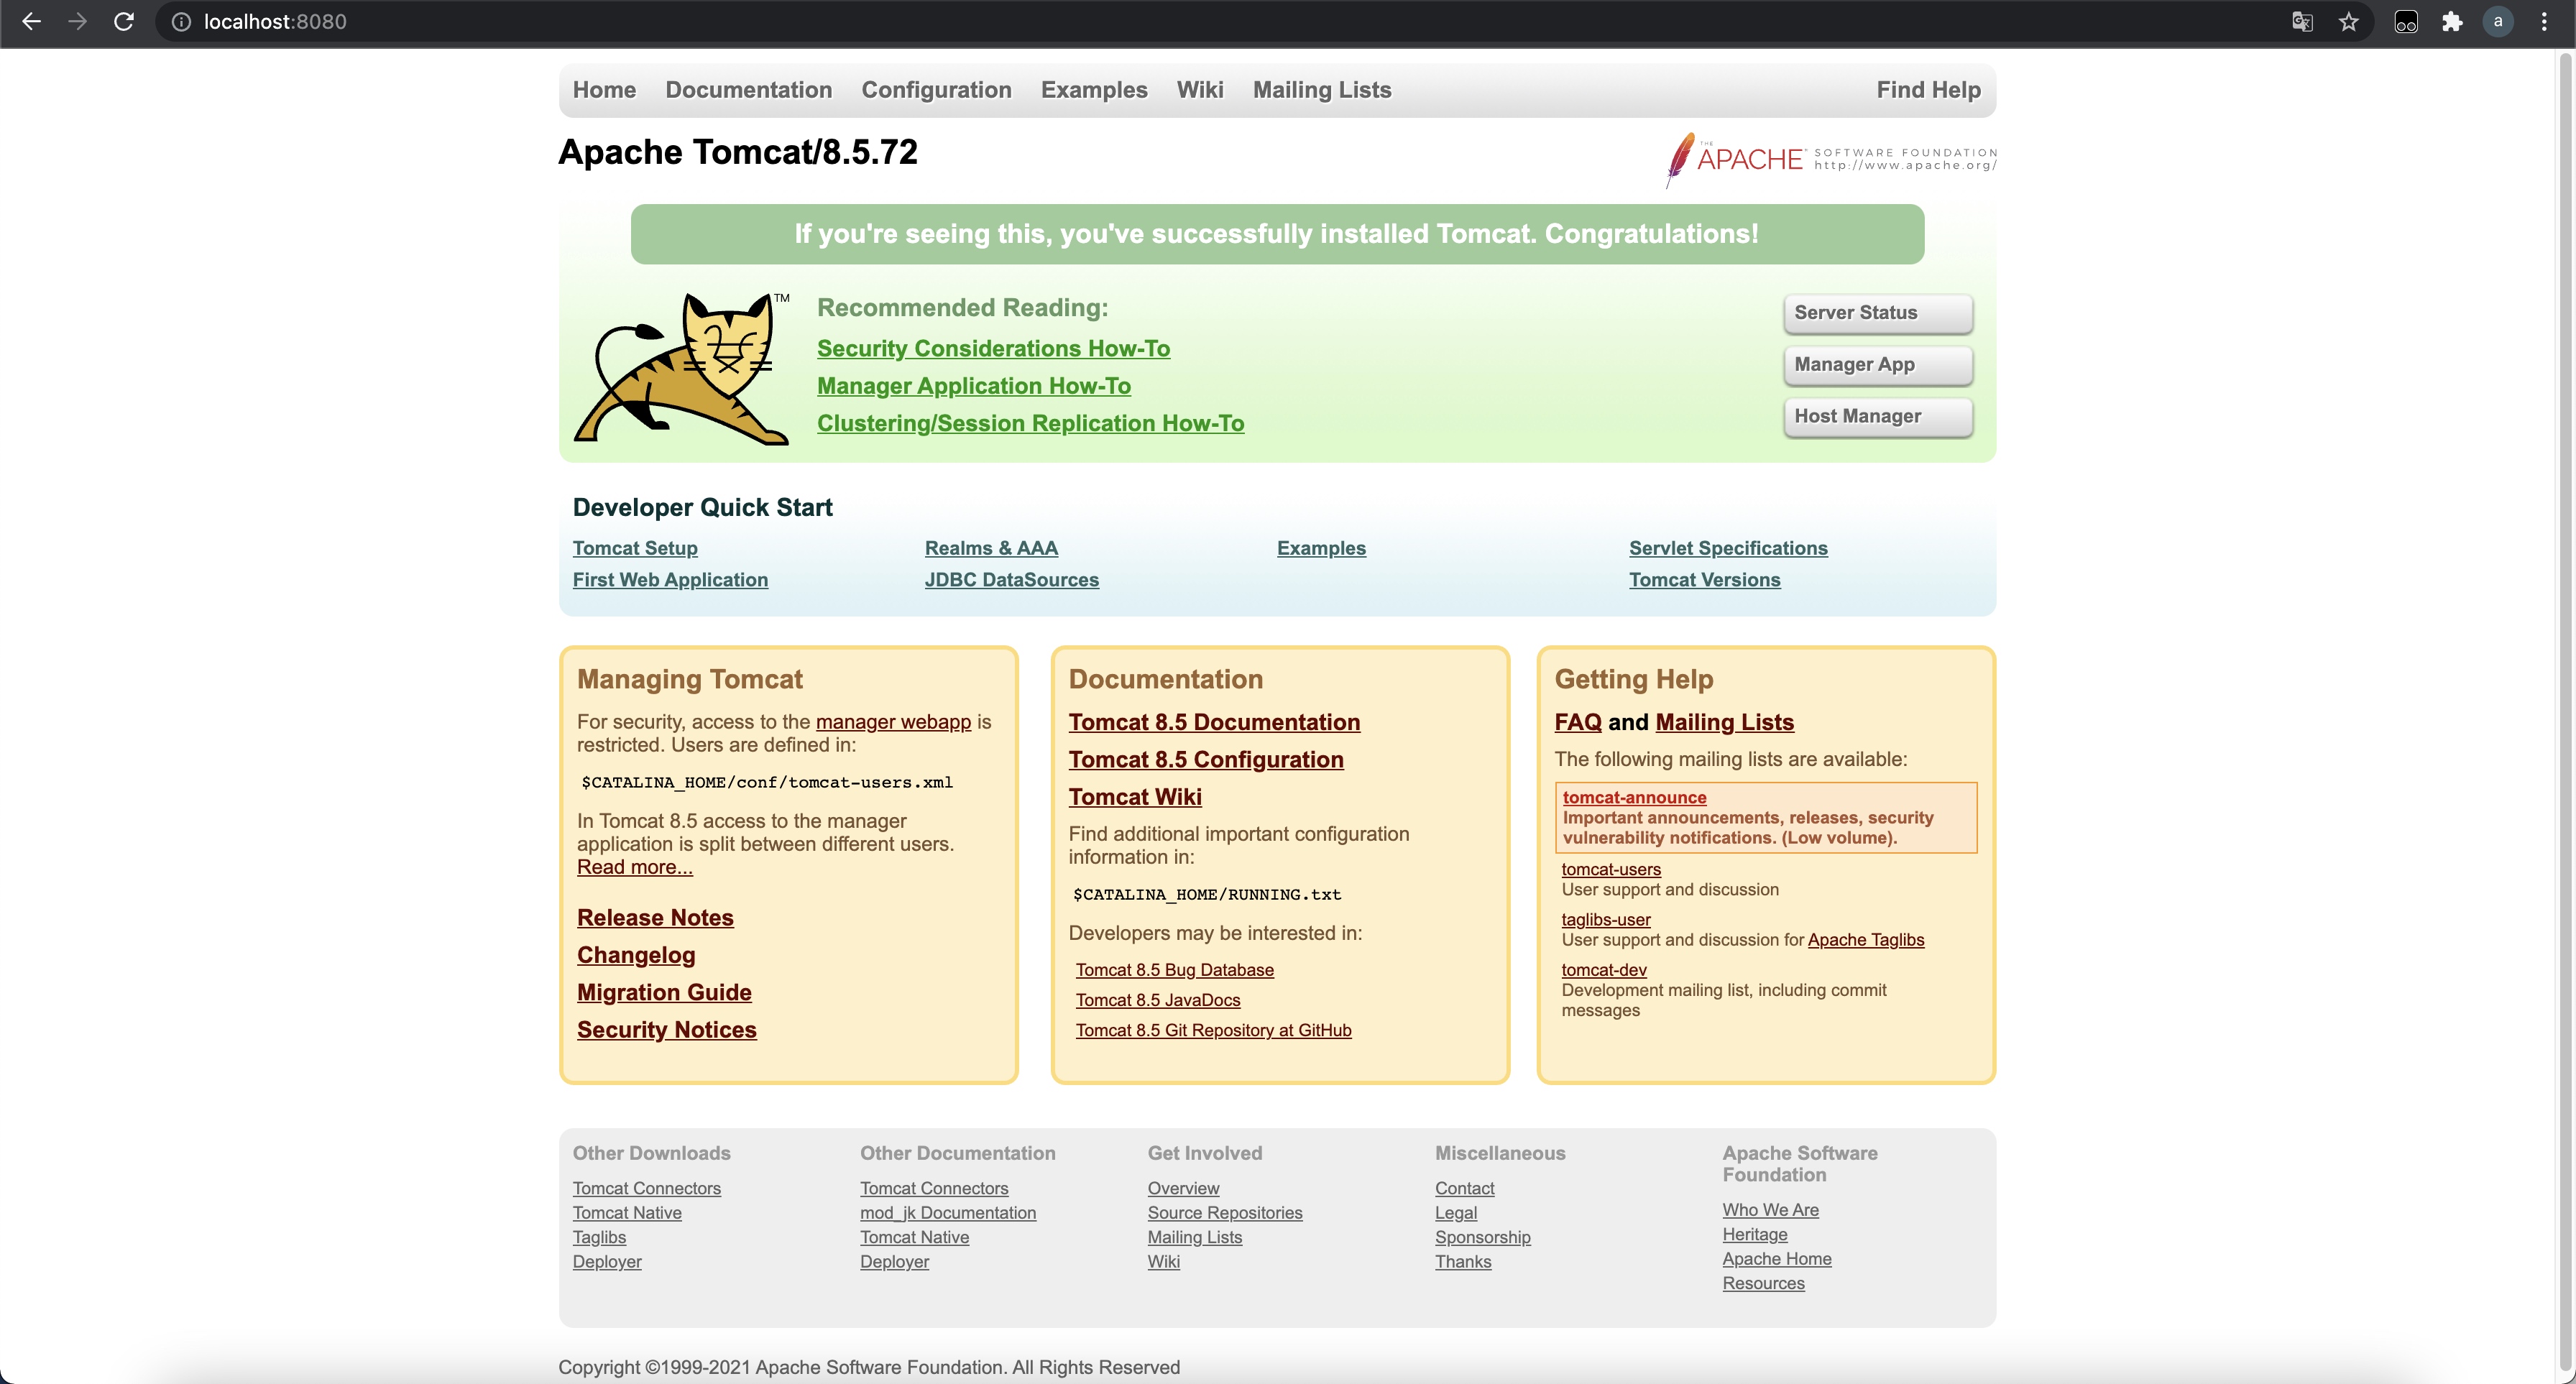 localhost:8080
a
Home Documentation Configuration Examples Wiki Mailing Lists Find Help
Apache Tomcat/8.5.72
THE APACHE® SOFTWARE FOUNDATION
http://www.apache.org/
If you're seeing this, you've successfully installed Tomcat. Congratulations!
TM
Recommended Reading:
Security Considerations How-To
Manager Application How-To
Clustering/Session Replication How-To
Server Status
Manager App
Host Manager
Developer Quick Start
Tomcat Setup
First Web Application
Realms & AAA
JDBC DataSources
Examples
Servlet Specifications
Tomcat Versions
Managing Tomcat
For security, access to the manager webapp is
restricted. Users are defined in:
$CATALINA_HOME/conf/tomcat-users.xml
In Tomcat 8.5 access to the manager
application is split between different users.
Read more...
Release Notes
Changelog
Migration Guide
Security Notices
Documentation
Tomcat 8.5 Documentation
Tomcat 8.5 Configuration
Tomcat Wiki
Find additional important configuration
information in:
$CATALINA_HOME/RUNNING.txt
Developers may be interested in:
Tomcat 8.5 Bug Database
Tomcat 8.5 JavaDocs
Tomcat 8.5 Git Repository at GitHub
Getting Help
FAQ and Mailing Lists
The following mailing lists are available:
tomcat-announce
Important announcements, releases, security
vulnerability notifications. (Low volume).
tomcat-users
User support and discussion
taglibs-user
User support and discussion for Apache Taglibs
tomcat-dev
Development mailing list, including commit
messages
Other Downloads
Tomcat Connectors
Tomcat Native
Taglibs
Deployer
Other Documentation
Tomcat Connectors
mod_jk Documentation
Tomcat Native
Deployer
Get Involved
Overview
Source Repositories
Mailing Lists
Wiki
Miscellaneous
Contact
Legal
Sponsorship
Thanks
Apache Software
Foundation
Who We Are
Heritage
Apache Home
Resources
Copyright ©1999-2021 Apache Software Foundation. All Rights Reserved